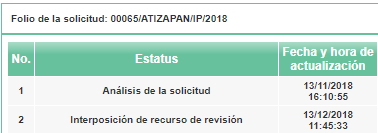 Folio de la solicitud: 00065/ATIZAPAN/IP/2018
No. Estatus Fecha y hora de
actualización
1 Análisis de la solicitud 13/11/2018
16:10:55
2 Interposición de recurso de revisión 13/12/2018
11:45:33